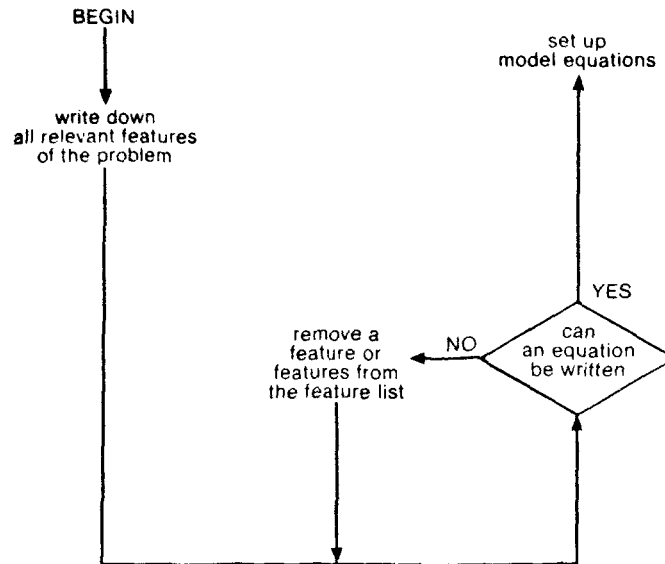 BEGIN
write down
all relevant features
of the problem
set up
model equations
YES
can
an equation
be written
NO
remove a
feature or
features from
the feature list